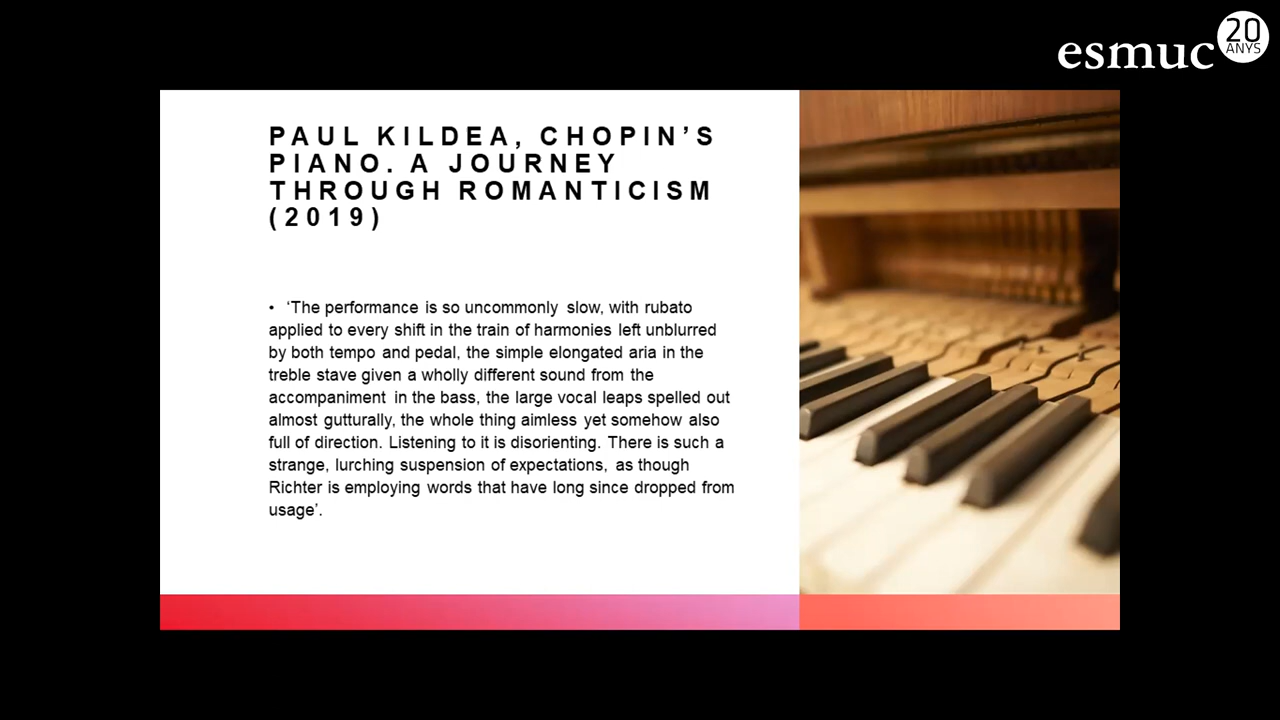 esmuc
20
ANYS
PAUL KILDEA, CHOPIN’S
PIANO. A JOURNEY
THROUGH ROMANTICISM
(2019)
• ‘The performance is so uncommonly slow, with rubato
applied to every shift in the train of harmonies left unblurred
by both tempo and pedal, the simple elongated aria in the
treble stave given a wholly different sound from the
accompaniment in the bass, the large vocal leaps spelled out
almost gutturally, the whole thing aimless yet somehow also
full of direction. Listening to it is disorienting. There is such a
strange, lurching suspension of expectations, as though
Richter is employing words that have long since dropped from
usage’.